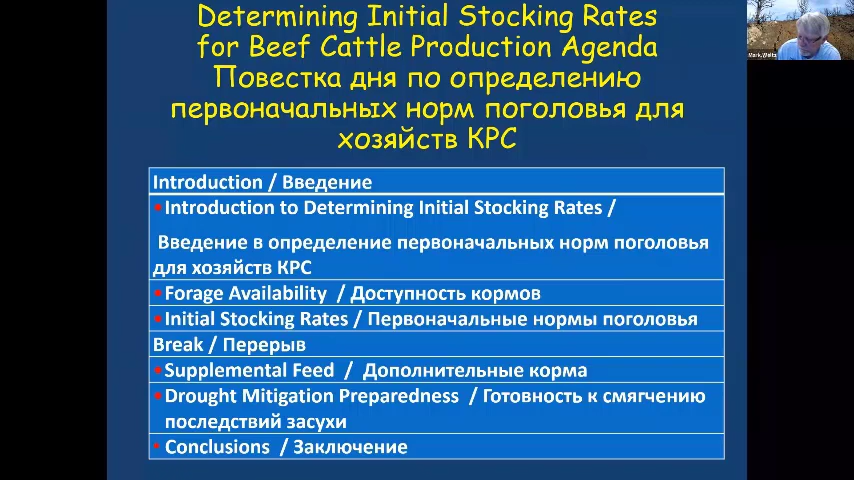 Determining Initial Stocking Rates
for Beef Cattle Production Agenda
Повестка дня по определению
первоначальных норм поголовья для
хозяйств КРС
Mark.Weltz
Introduction / Введение
•Introduction to Determining Initial Stocking Rates /
Введение в определение первоначальных норм поголовья
для хозяйств КРС
•Forage Availability / Доступность кормов
•Initial Stocking Rates / Первоначальные нормы поголовья
Break / Перерыв
•Supplemental Feed / Дополнительные корма
•Drought Mitigation Preparedness / Готовность к смягчению
последствий засухи
• Conclusions / Заключение